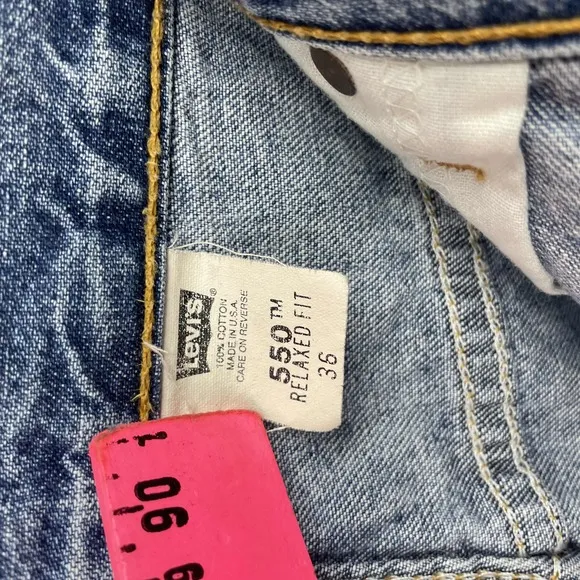 Levi's®
100% COTTON
MADE IN U.S.A.
CARE ON REVERSE
550™
RELAXED FIT
36